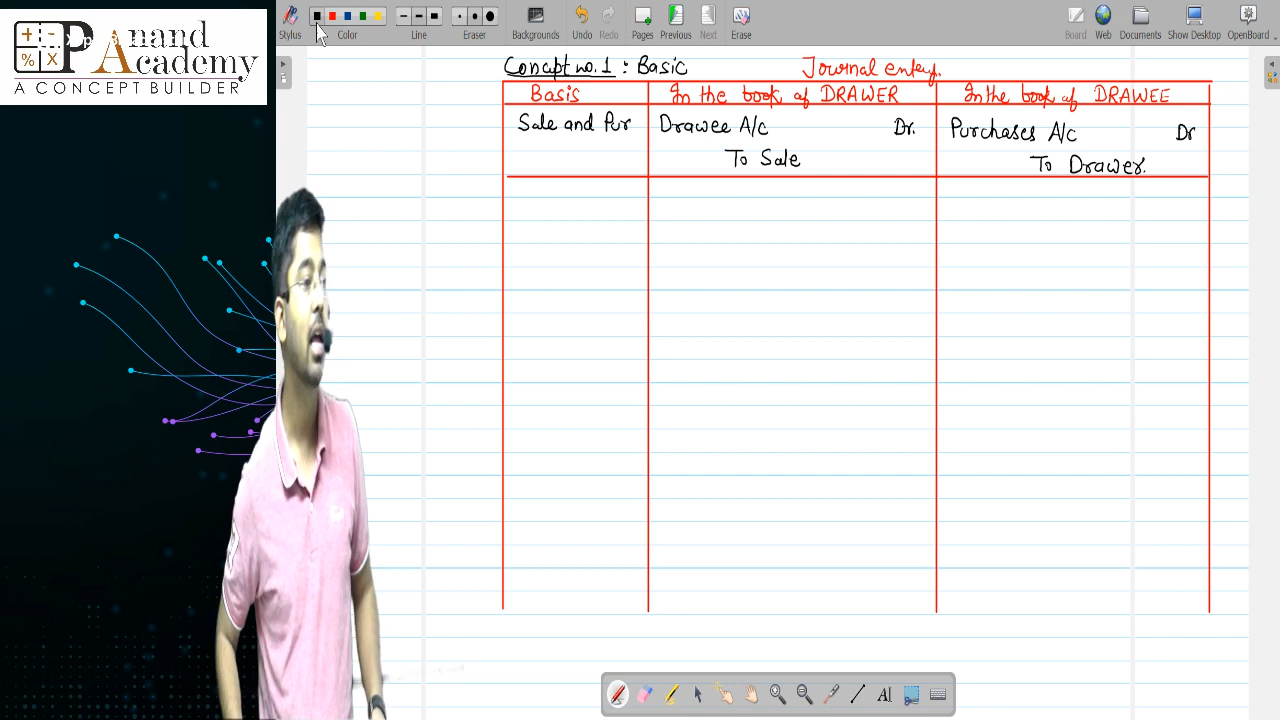 PAnand
Academy
A CONCEPT BUILDER
Stylus
Color
Line
Eraser
Backgrounds
Undo
Redo
Pages
Previous
Next
Erase
Board
Web
Documents
Show Desktop
OpenBoard
Concept no. 1 : Basic Journal entry.
Basis In the book of DRAWER In the book of DRAWEE
Sale and Pur Drawee A/c Dr. Purchases A/c Dr
To Sale To Drawer.